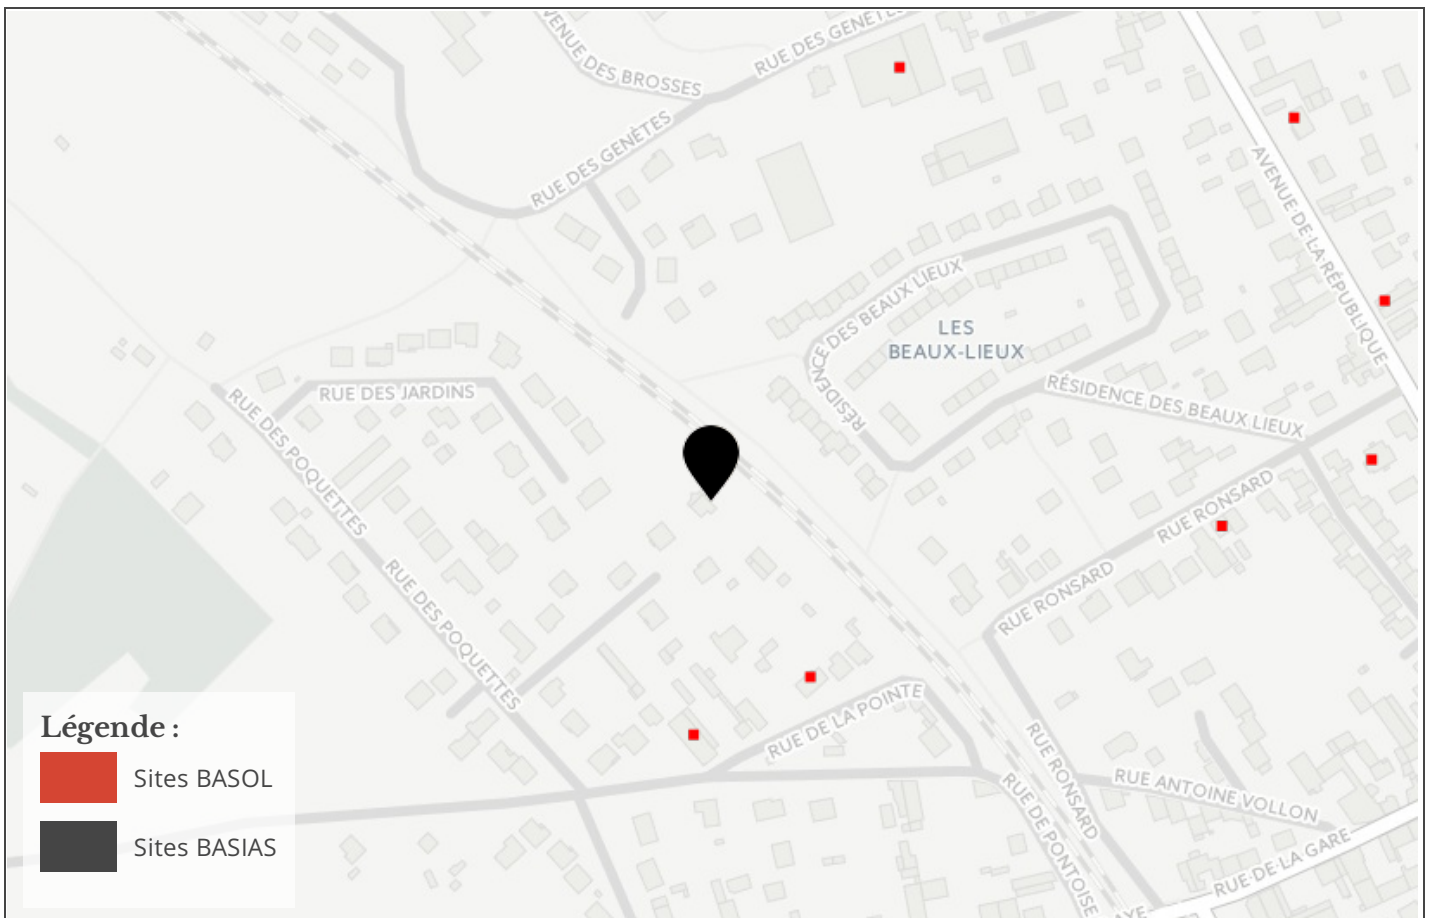 AVENUE DES BROSSES
RUE DES GENÊTES
RUE DES GENÊTES
AVENUE DE LA RÉPUBLIQUE
RÉSIDENCE DES BEAUX LIEUX
LES
BEAUX-LIEUX
RÉSIDENCE DES BEAUX LIEUX
RUE DES JARDINS
RUE DES POQUETTES
RUE RONSARD
RUE DES POQUETTES
RUE RONSARD
RUE DE LA POINTE
RUE RONSARD
RUE ANTOINE VOLLON
RUE DE PONTOISE
RUE DE LA GARE
AYE
Légende :
Sites BASOL
Sites BASIAS